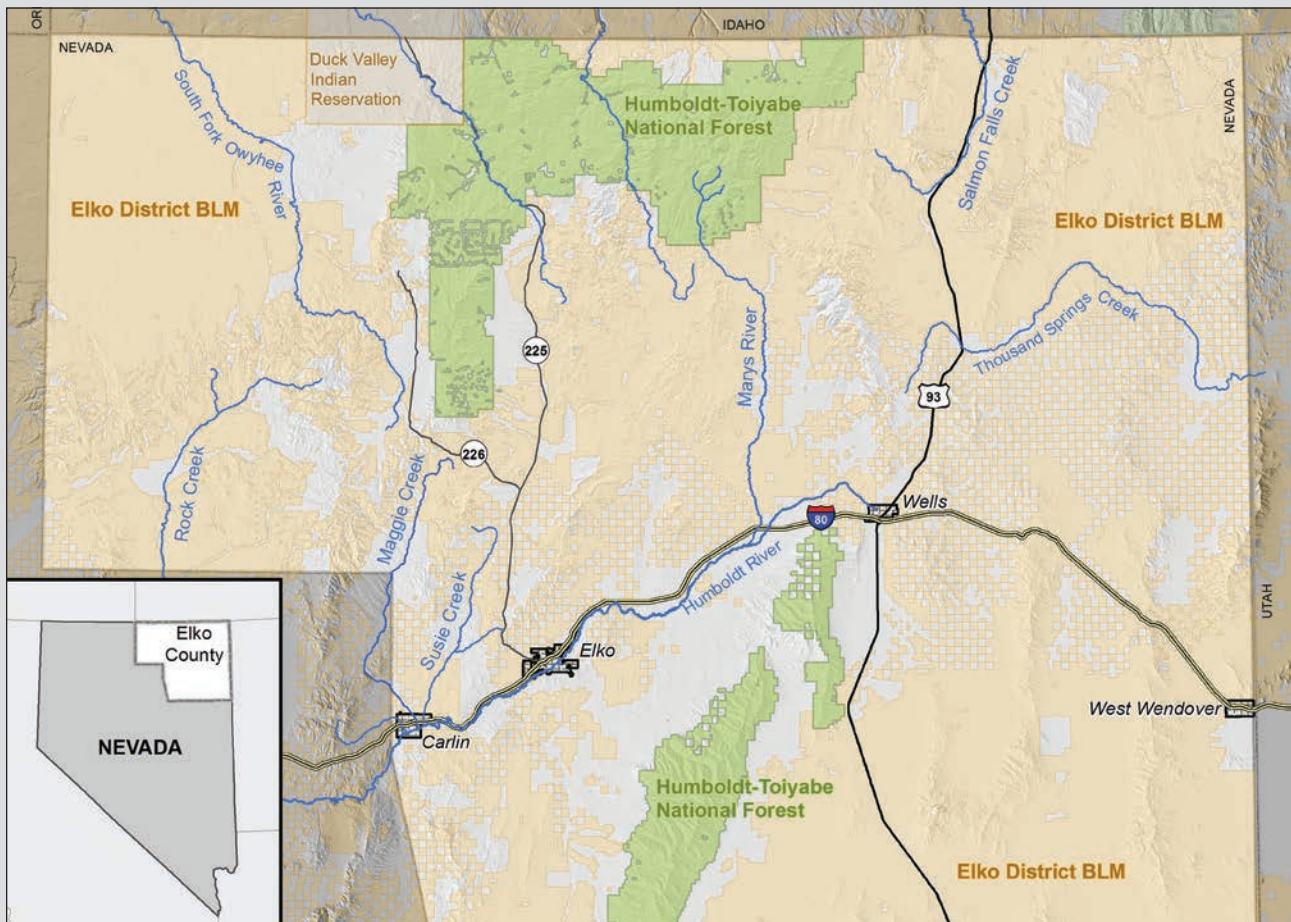 OR
IDAHO
NEVADA
Duck Valley
Indian
Reservation
South Fork Owyhee
River
Humboldt-Toiyabe
National Forest
Salmon Falls Creek
NEVADA
Elko District BLM
Elko District BLM
Thousand Springs
Creek
225
Marys River
93
226
Rock Creek
Maggie Creek
Wells
80
Humboldt River
Susie Creek
UTAH
Elko
County
Elko
West Wendover
NEVADA
Carlin
Humboldt-Toiyabe
National Forest
Elko District BLM